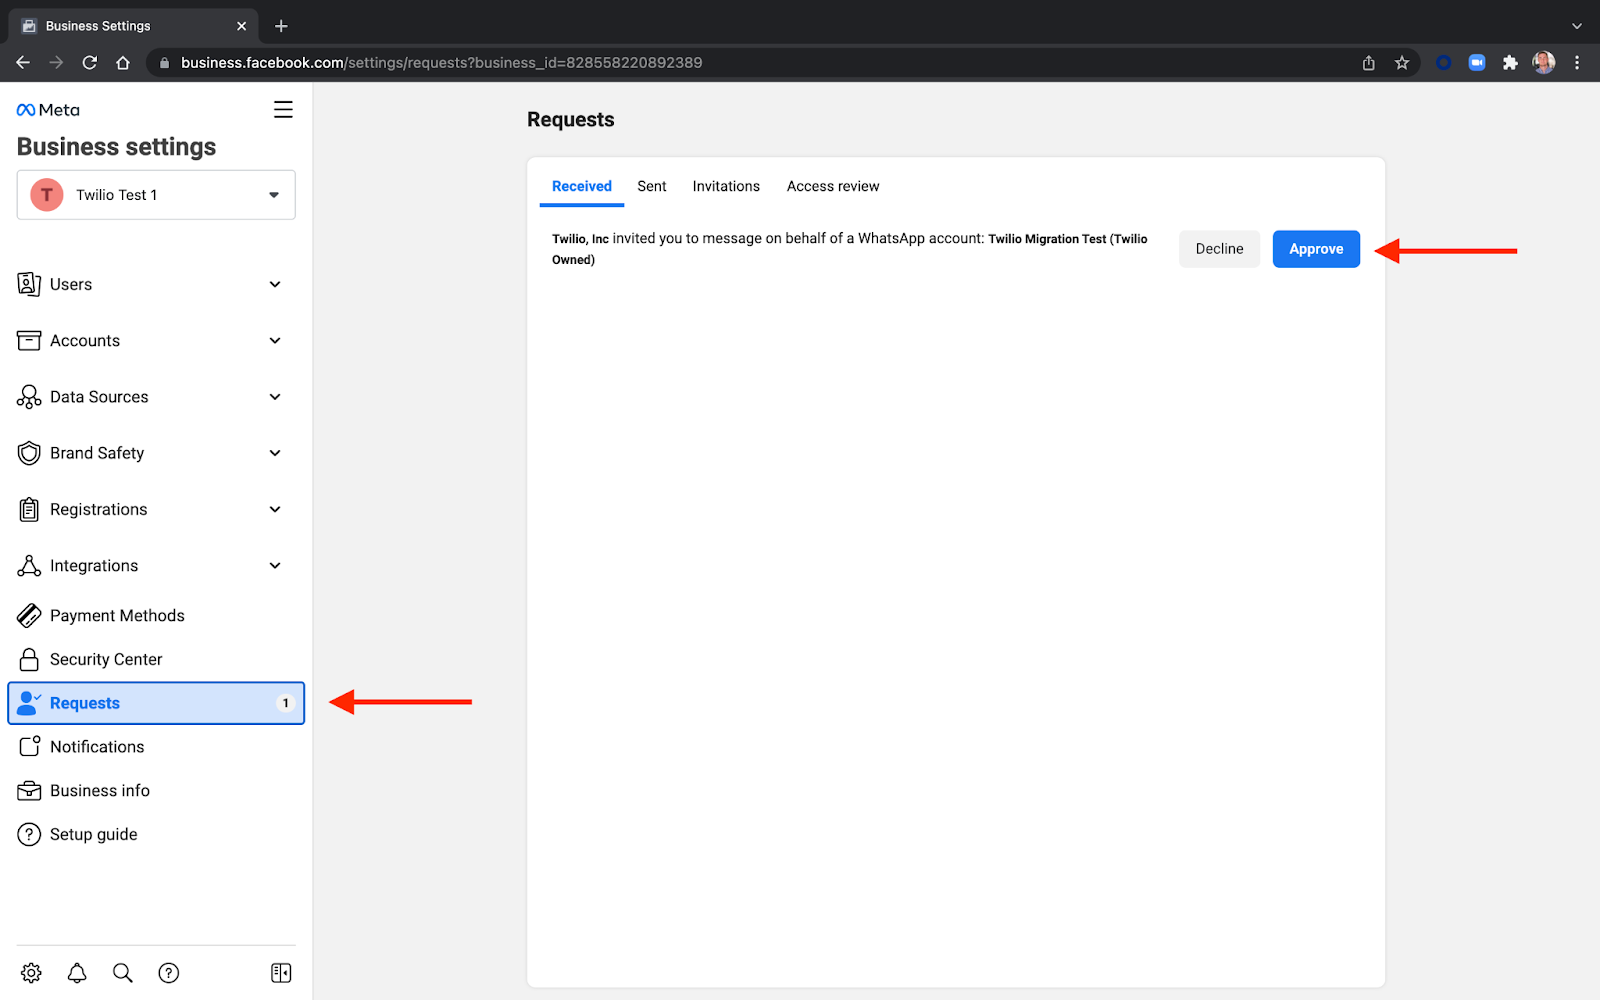 Business Settings
business.facebook.com/settings/requests?business_id=828558220892389
Meta
Business settings
T Twilio Test 1
Users
Accounts
Data Sources
Brand Safety
Registrations
Integrations
Payment Methods
Security Center
Requests 1
Notifications
Business info
Setup guide
Requests
Received Sent Invitations Access review
Twilio, Inc invited you to message on behalf of a WhatsApp account: Twilio Migration Test (Twilio
Owned)
Decline Approve